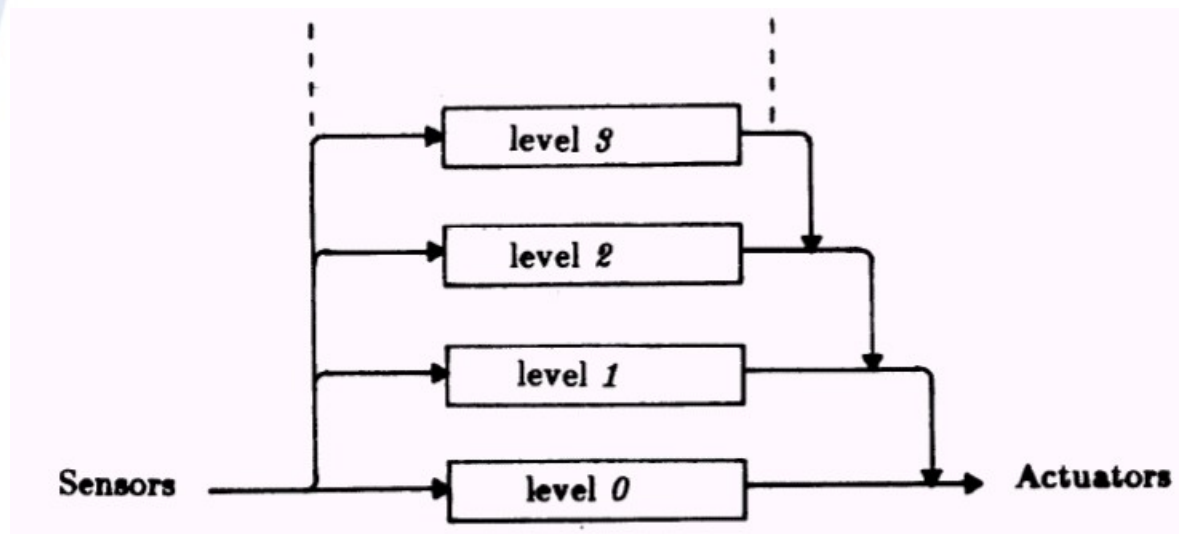 level 3
level 2
level 1
Sensors
level 0
Actuators